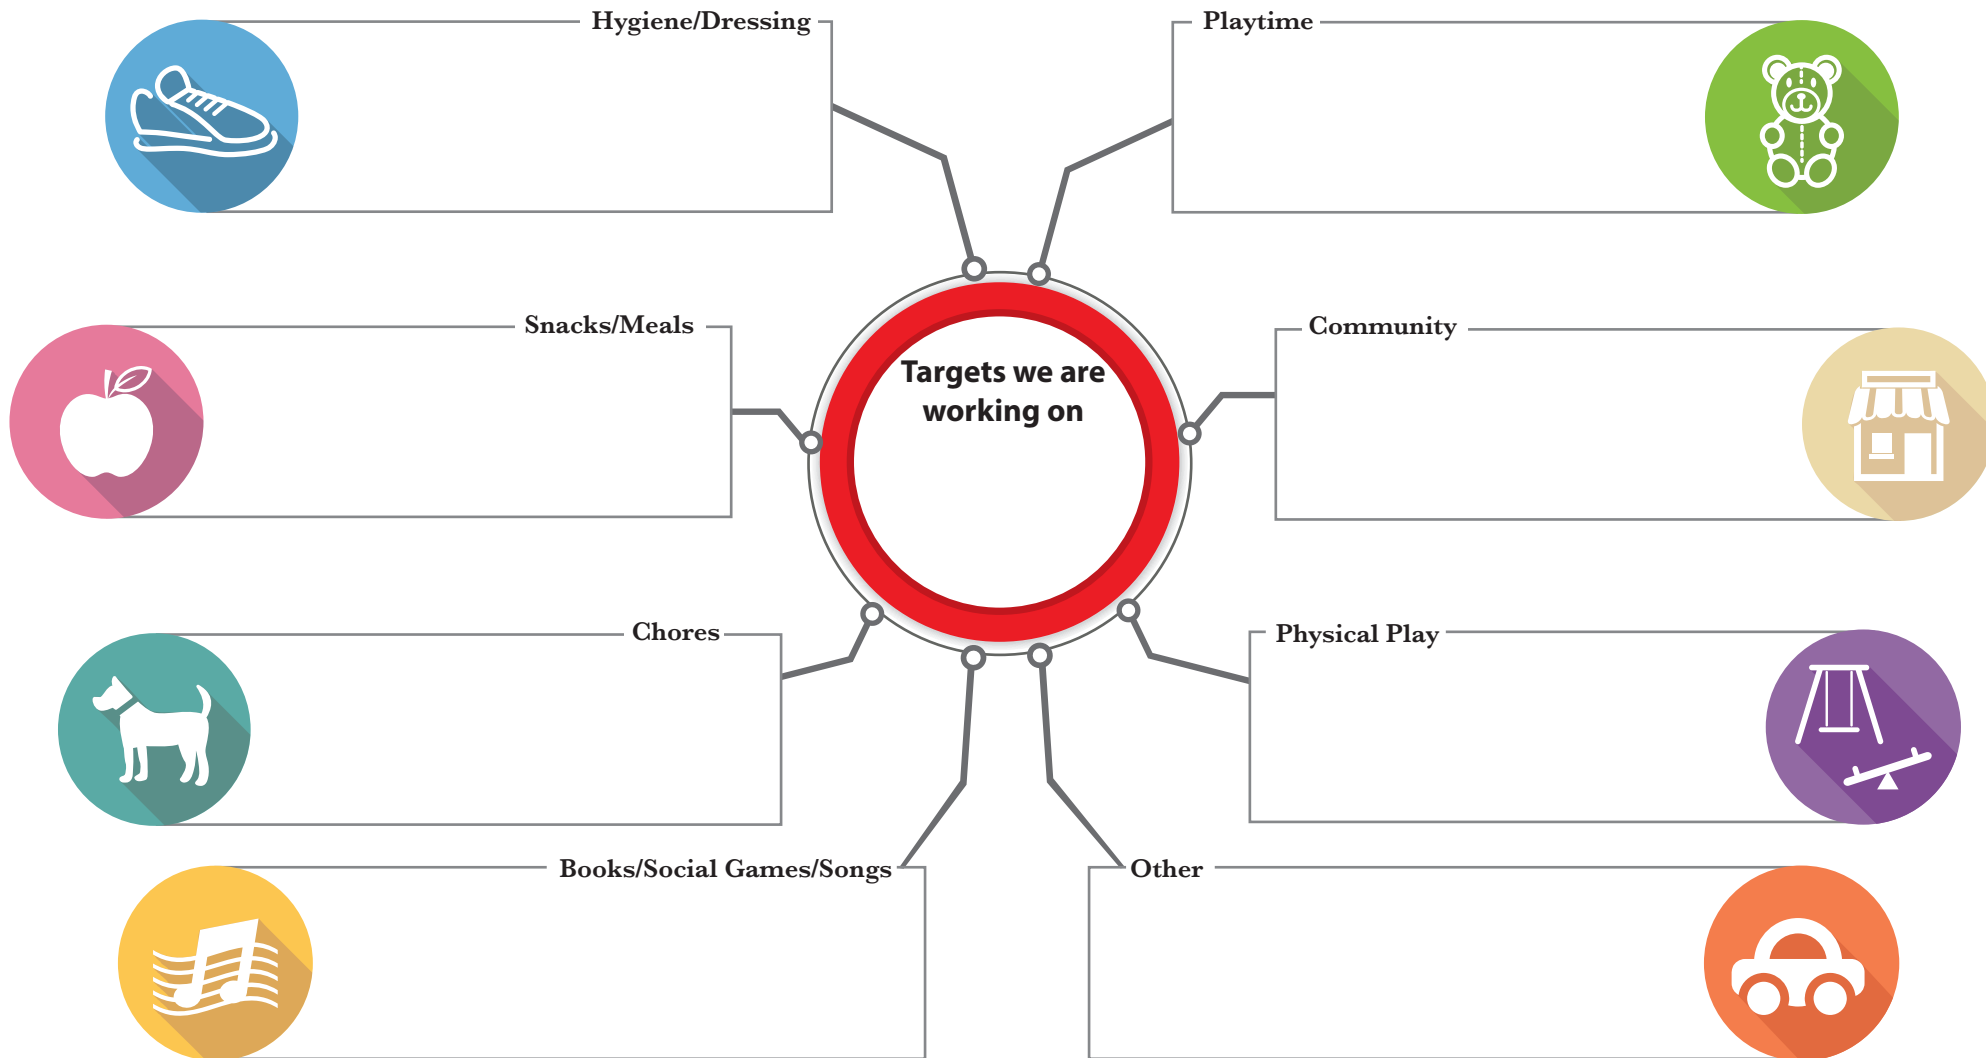 Hygiene/Dressing
Playtime
Snacks/Meals
Targets we are
working on
Community
Chores
Physical Play
Books/Social Games/Songs
Other